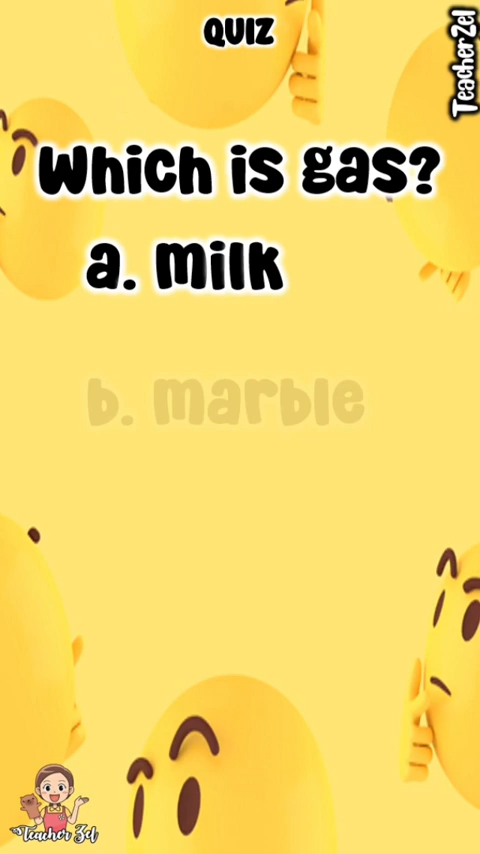 QUIZ
TeacherZel
Which is gas?
a. milk
b. marble
Teacher Zel